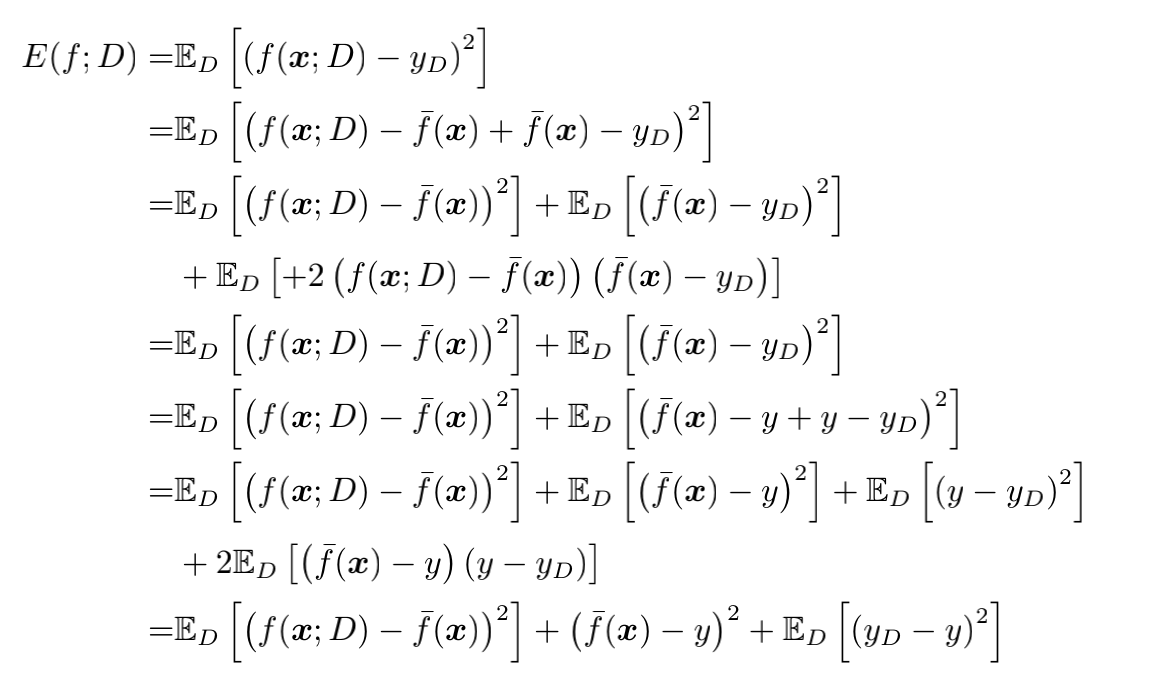 E(f; D) =𝔼_D [(f(𝒙; D) − y_D)²]
=𝔼_D [(f(𝒙; D) − f̄(𝒙) + f̄(𝒙) − y_D)²]
=𝔼_D [(f(𝒙; D) − f̄(𝒙))²] + 𝔼_D [(f̄(𝒙) − y_D)²]
+ 𝔼_D [+2 (f(𝒙; D) − f̄(𝒙)) (f̄(𝒙) − y_D)]
=𝔼_D [(f(𝒙; D) − f̄(𝒙))²] + 𝔼_D [(f̄(𝒙) − y_D)²]
=𝔼_D [(f(𝒙; D) − f̄(𝒙))²] + 𝔼_D [(f̄(𝒙) − y + y − y_D)²]
=𝔼_D [(f(𝒙; D) − f̄(𝒙))²] + 𝔼_D [(f̄(𝒙) − y)²] + 𝔼_D [(y − y_D)²]
+ 2𝔼_D [(f̄(𝒙) − y) (y − y_D)]
=𝔼_D [(f(𝒙; D) − f̄(𝒙))²] + (f̄(𝒙) − y)² + 𝔼_D [(y_D − y)²]